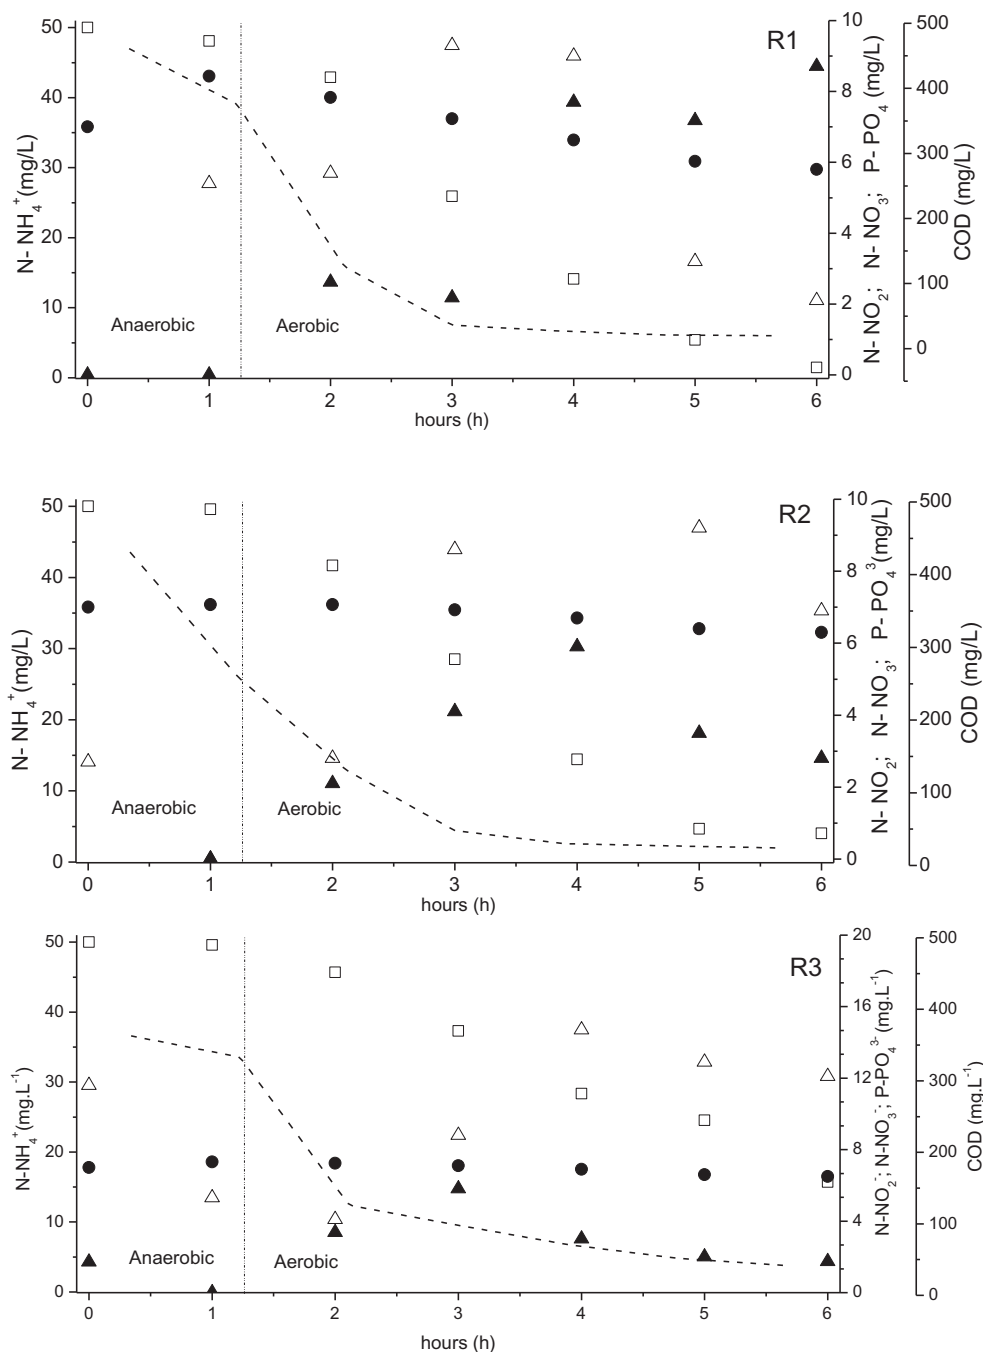 R1
N- NH4+(mg/L)
50
40
30
20
10
0
Anaerobic
Aerobic
0 1 2 3 4 5 6
hours (h)
10
8
6
4
2
0
N- NO2; N- NO3; P- PO4 (mg/L)
500
400
300
200
100
0
COD (mg/L)
R2
N- NH4+(mg/L)
50
40
30
20
10
0
Anaerobic
Aerobic
0 1 2 3 4 5 6
hours (h)
10
8
6
4
2
0
N- NO2; N- NO3; P- PO43(mg/L)
500
400
300
200
100
0
COD (mg/L)
R3
N-NH4+(mg.L-1)
50
40
30
20
10
0
Anaerobic
Aerobic
0 1 2 3 4 5 6
hours (h)
20
16
12
8
4
0
N-NO2-; N-NO3-; P-PO43- (mg.L-1)
500
400
300
200
100
0
COD (mg.L-1)